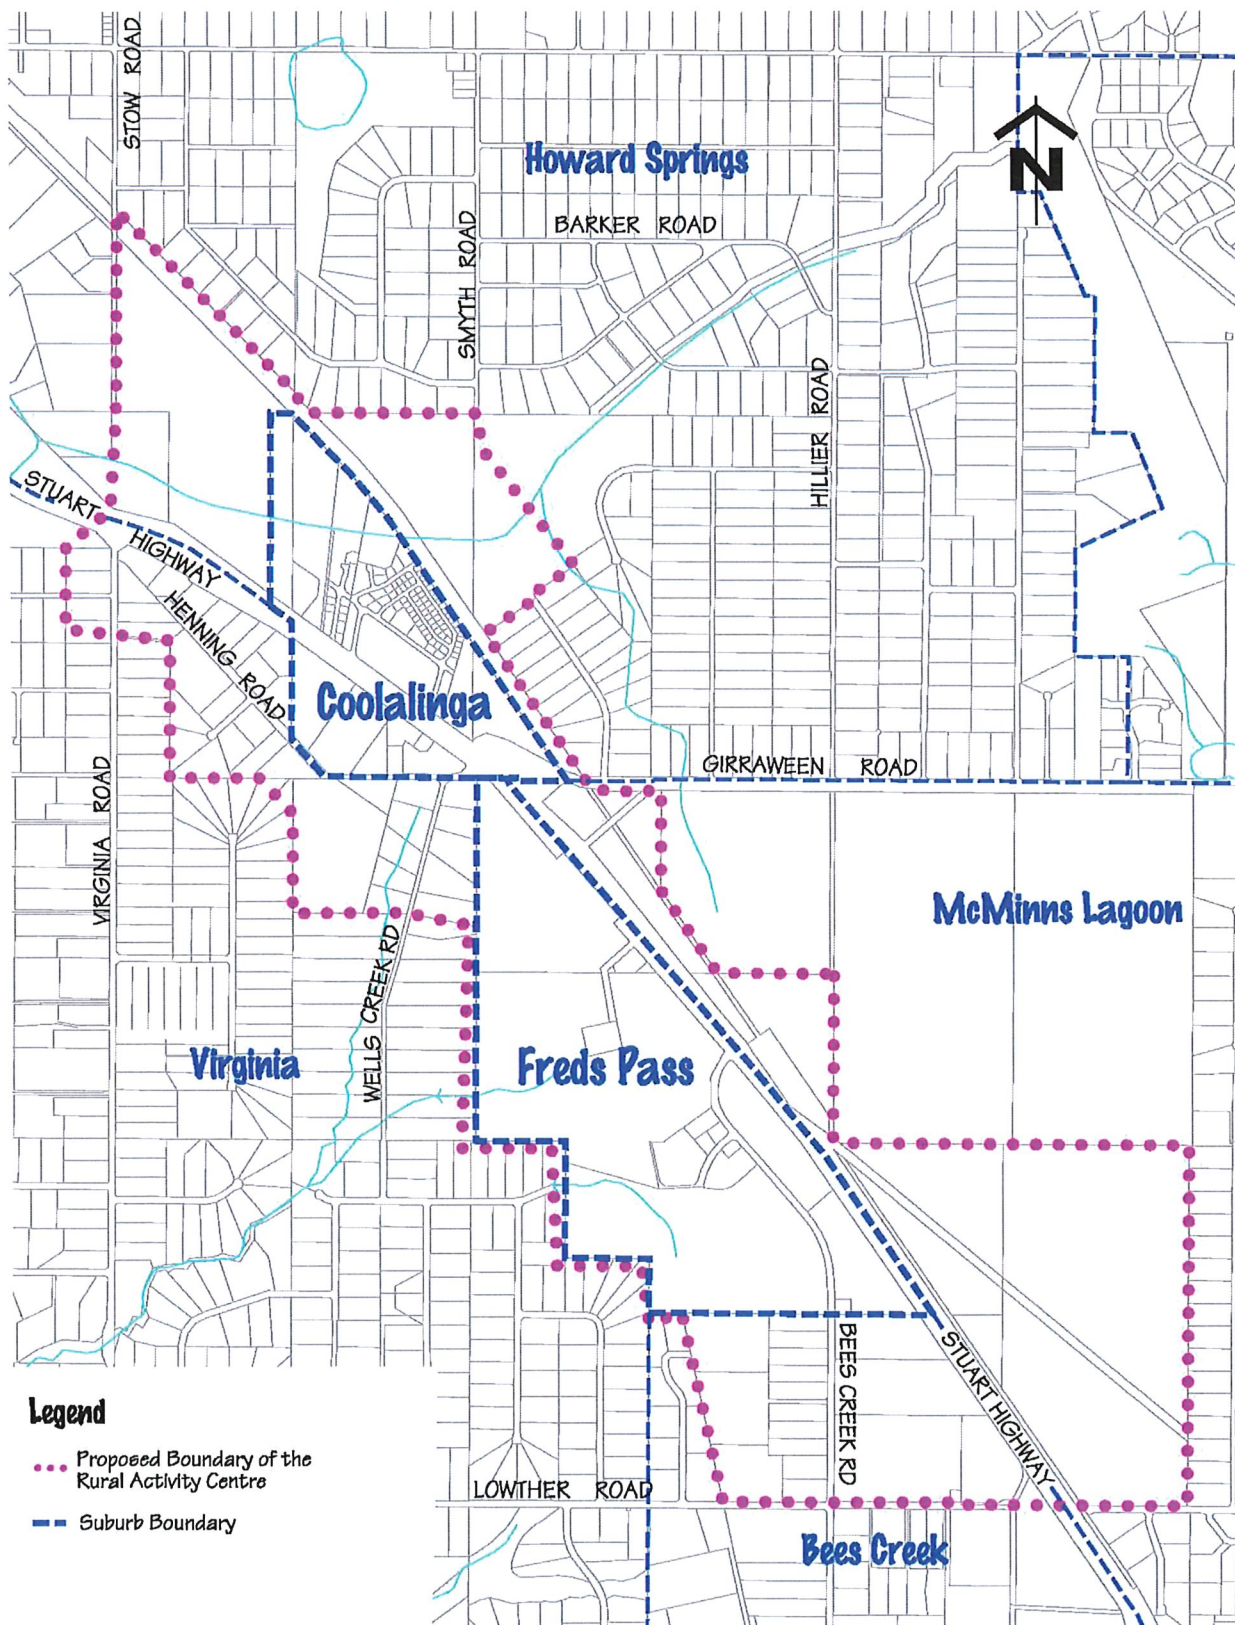 STOW ROAD
Howard Springs
N
BARKER ROAD
SMYTH ROAD
HILLIER ROAD
STUART HIGHWAY
HENNING ROAD
Coolalinga
GIRRAWEEN ROAD
VIRGINIA ROAD
McMinns Lagoon
WELLS CREEK RD
Virginia
Freds Pass
BEES CREEK RD
STUART HIGHWAY
LOWTHER ROAD
Bees Creek
Legend
Proposed Boundary of the
Rural Activity Centre
Suburb Boundary